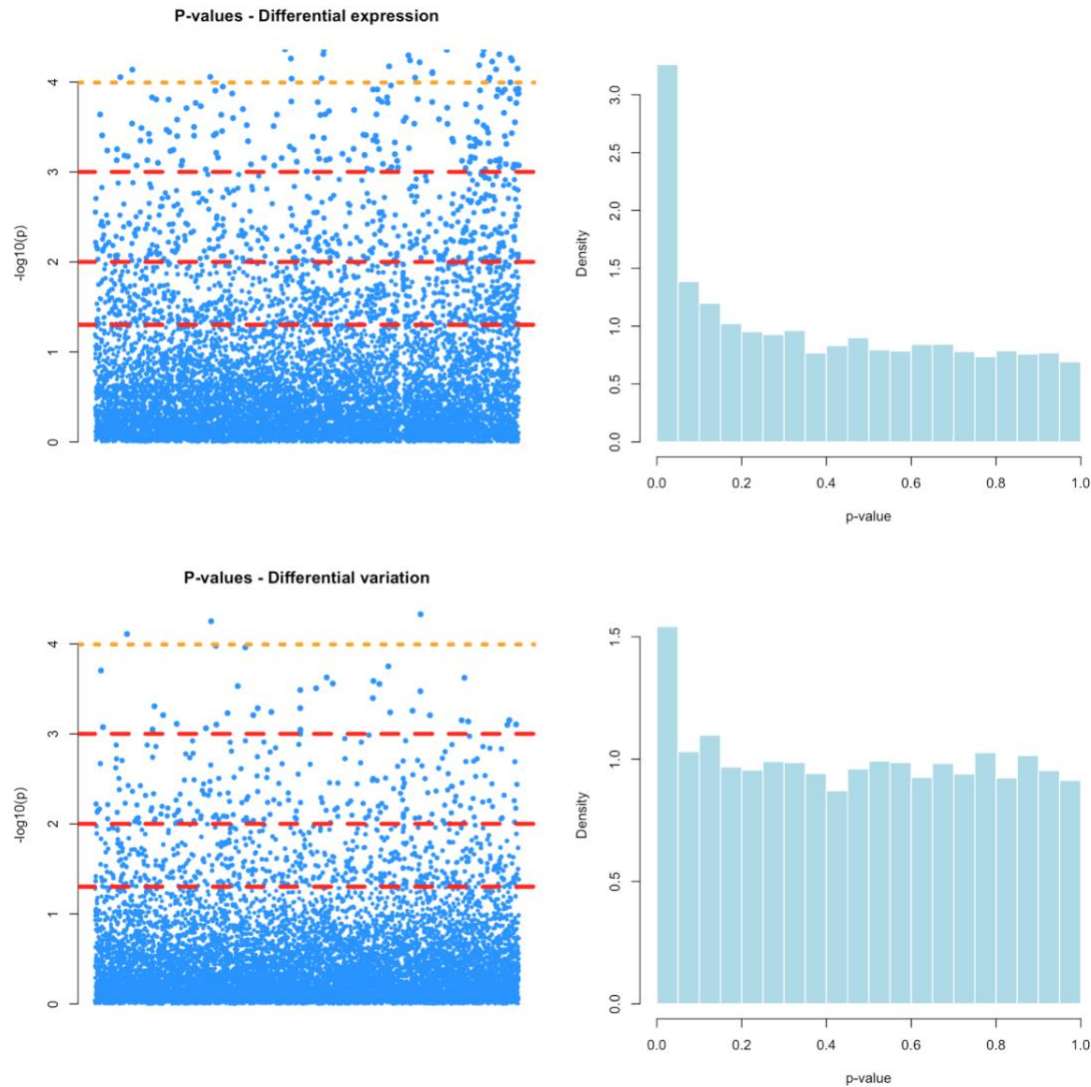 P-values - Differential expression
-log10(p)
4
3
2
1
0
Density
3.0
2.5
2.0
1.5
1.0
0.5
0.0
0.0 0.2 0.4 0.6 0.8 1.0
p-value
P-values - Differential variation
-log10(p)
4
3
2
1
0
Density
1.5
1.0
0.5
0.0
0.0 0.2 0.4 0.6 0.8 1.0
p-value